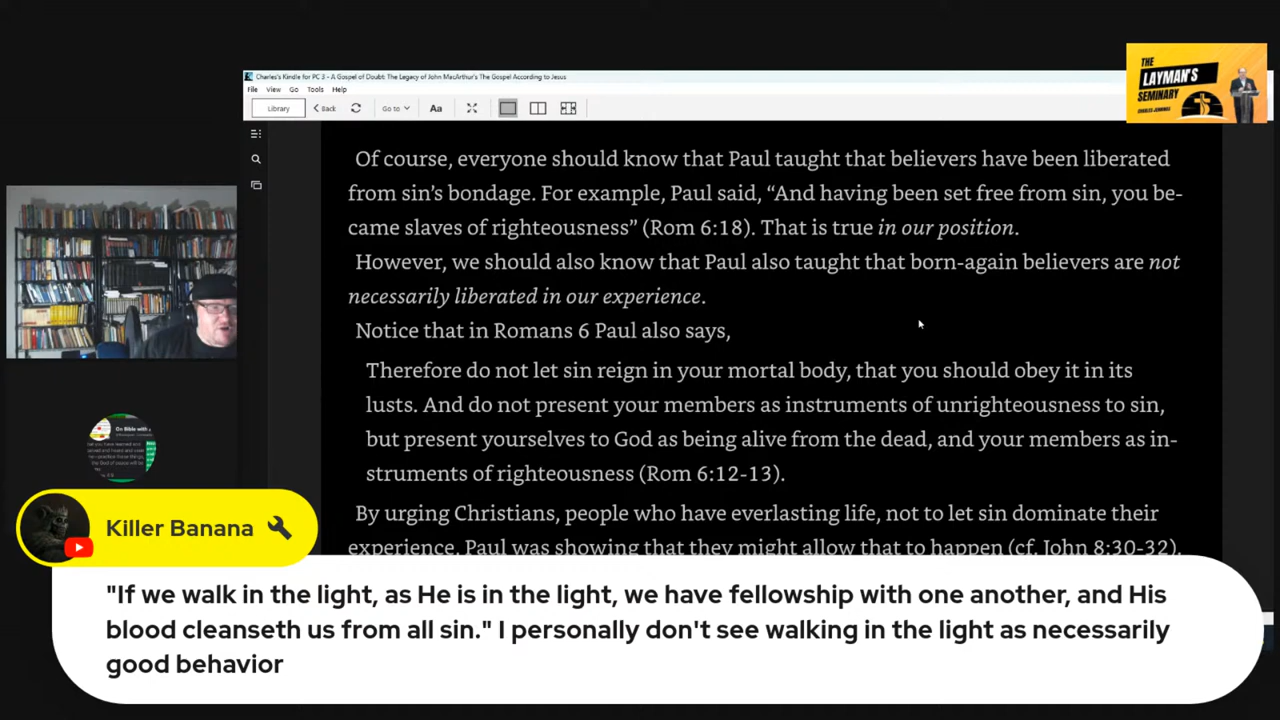 Charles's Kindle for PC 3 - A Gospel of Doubt: The Legacy of John MacArthur's The Gospel According to Jesus
File View Go Tools Help
Library Back Go to Aa
THE
LAYMAN'S
SEMINARY
CHARLES JENNINGS
Of course, everyone should know that Paul taught that believers have been liberated
from sin's bondage. For example, Paul said, “And having been set free from sin, you be-
came slaves of righteousness” (Rom 6:18). That is true in our position.
However, we should also know that Paul also taught that born-again believers are not
necessarily liberated in our experience.
Notice that in Romans 6 Paul also says,
Therefore do not let sin reign in your mortal body, that you should obey it in its
lusts. And do not present your members as instruments of unrighteousness to sin,
but present yourselves to God as being alive from the dead, and your members as in-
struments of righteousness (Rom 6:12-13).
By urging Christians, people who have everlasting life, not to let sin dominate their
experience, Paul was showing that they might allow that to happen (cf. John 8:30-32).
On Bible with
Killer Banana
"If we walk in the light, as He is in the light, we have fellowship with one another, and His
blood cleanseth us from all sin." I personally don't see walking in the light as necessarily
good behavior